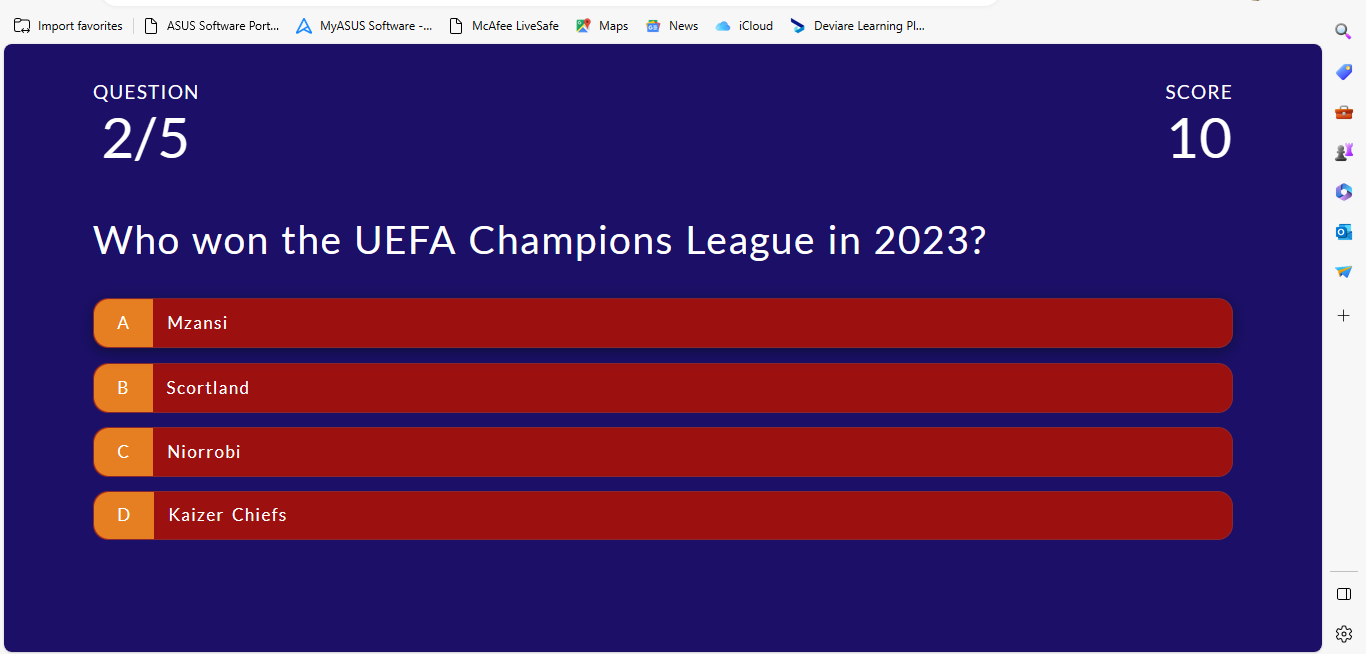 Import favorites ASUS Software Port... MyASUS Software -... McAfee LiveSafe Maps News iCloud Deviare Learning Pl...
QUESTION SCORE
2/5 10
Who won the UEFA Champions League in 2023?
A Mzansi
B Scortland
C Niorrobi
D Kaizer Chiefs